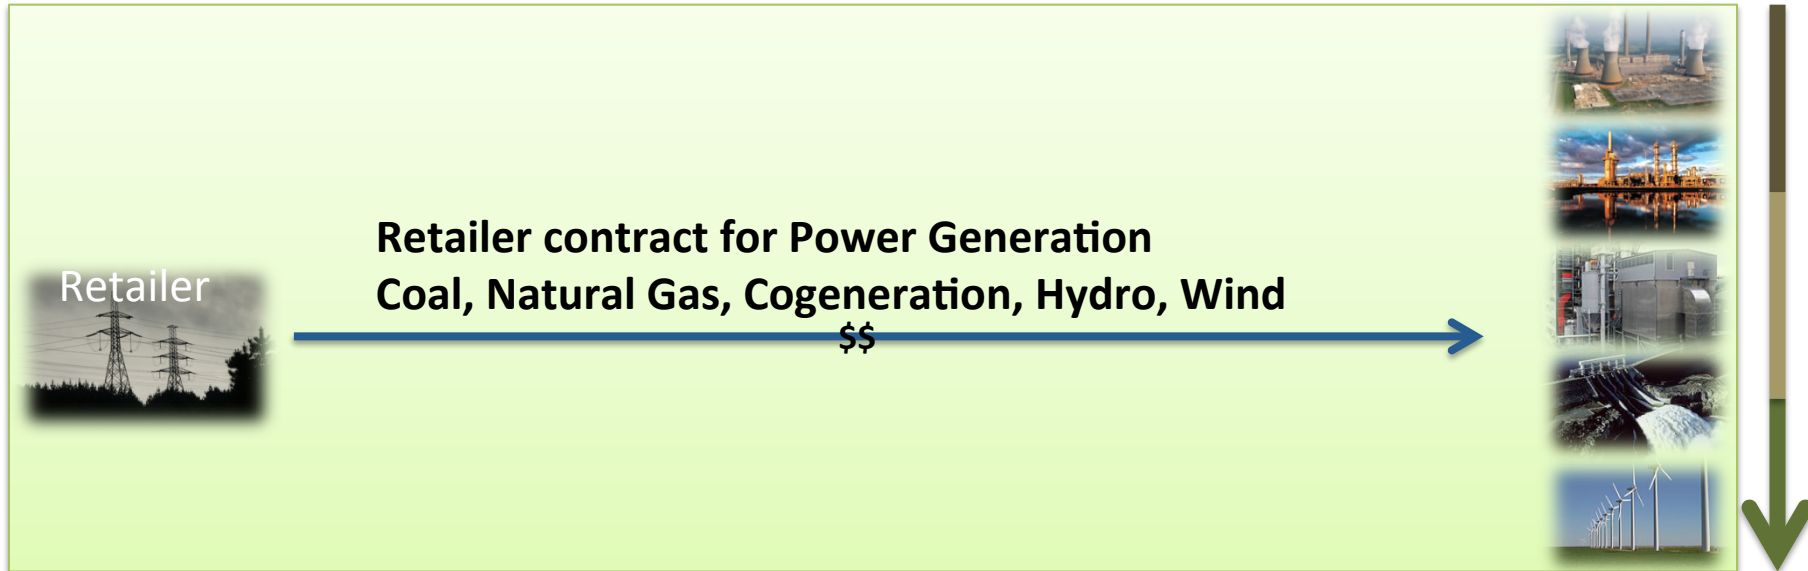 Retailer contract for Power Generation
Coal, Natural Gas, Cogeneration, Hydro, Wind
$$
Retailer